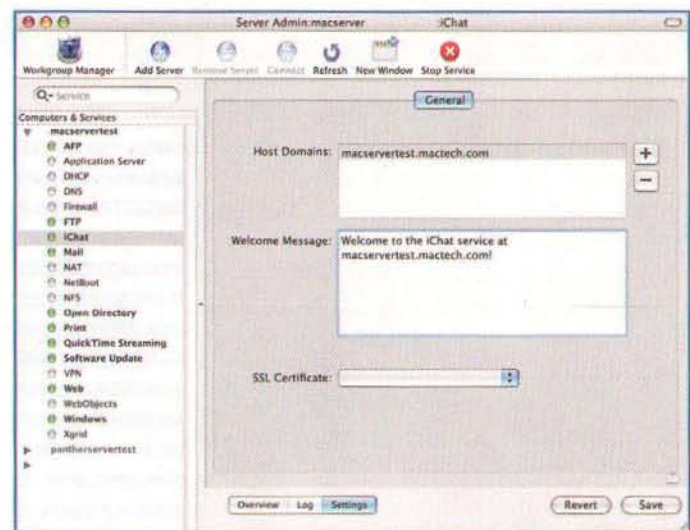 Server Admin:macserver :iChat
Workgroup Manager Add Server Remove Server Connect Refresh New Window Stop Service
Service
General
Computers & Services
macservertest
AFP
Application Server
DHCP
DNS
Firewall
FTP
iChat
Mail
NAT
NetBoot
NFS
Open Directory
Print
QuickTime Streaming
Software Update
VPN
Web
WebObjects
Windows
Xgrid
pantherservertest
Host Domains: macservertest.mactech.com
Welcome Message: Welcome to the iChat service at
macservertest.mactech.com!
SSL Certificate:
Overview Log Settings
Revert Save